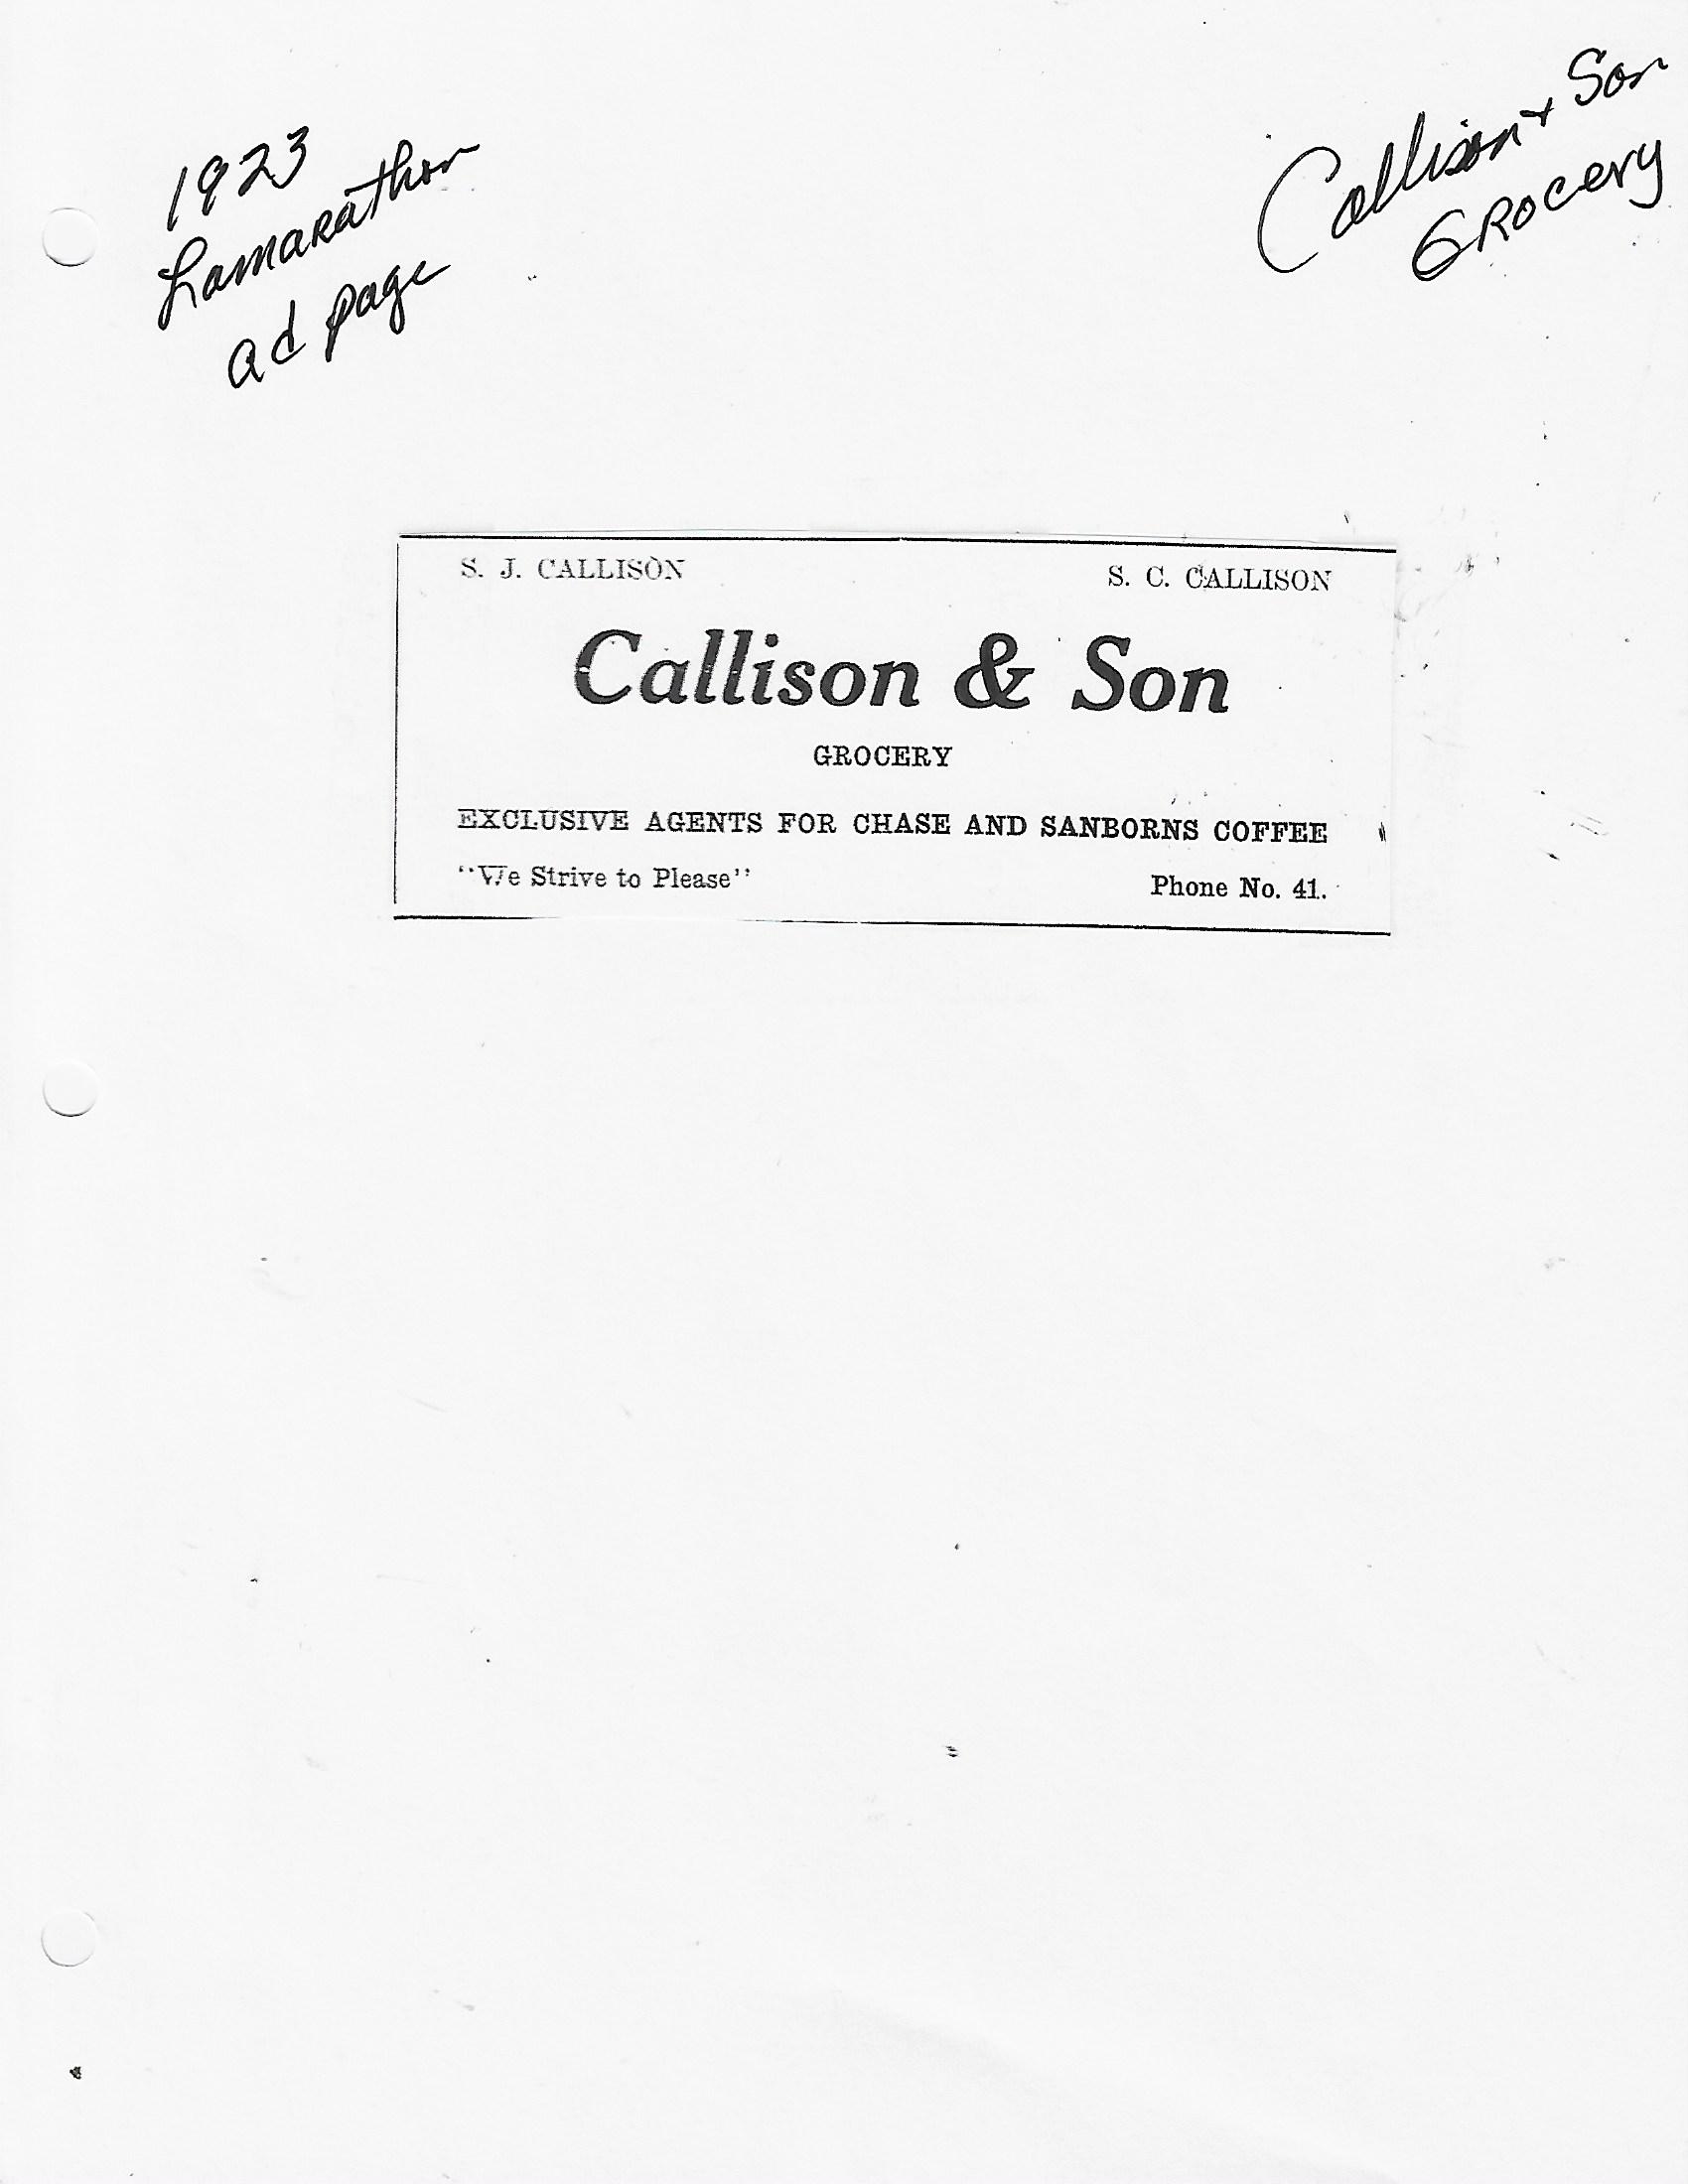 1923
Lamarathon
ad page
Callison + Son
Grocery
S. J. CALLISON
S. C. CALLISON
Callison & Son
GROCERY
EXCLUSIVE AGENTS FOR CHASE AND SANBORNS COFFEE
"We Strive to Please"
Phone No. 41.